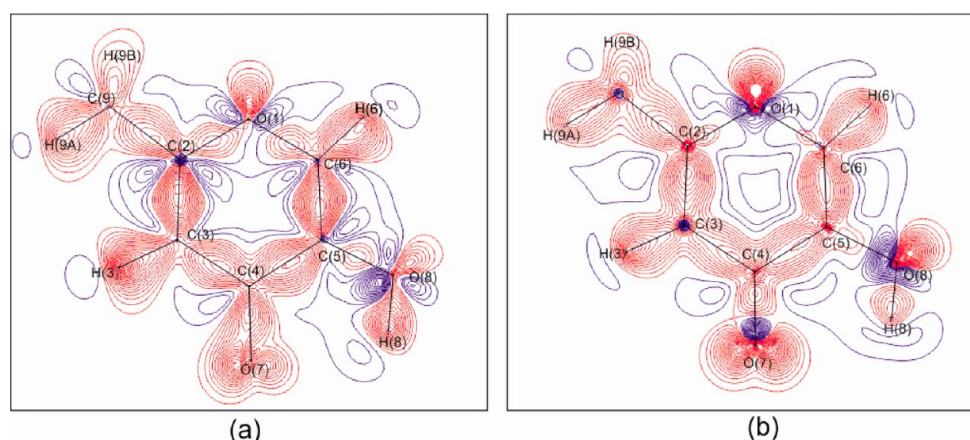 H(9B)
C(9)
O(1)
H(6)
H(9A)
C(2)
C(6)
C(3)
H(3)
C(4)
C(5)
O(8)
H(8)
O(7)
(a)
H(9B)
H(6)
O(1)
H(9A)
C(2)
C(6)
C(3)
C(5)
H(3)
C(4)
O(8)
H(8)
O(7)
(b)